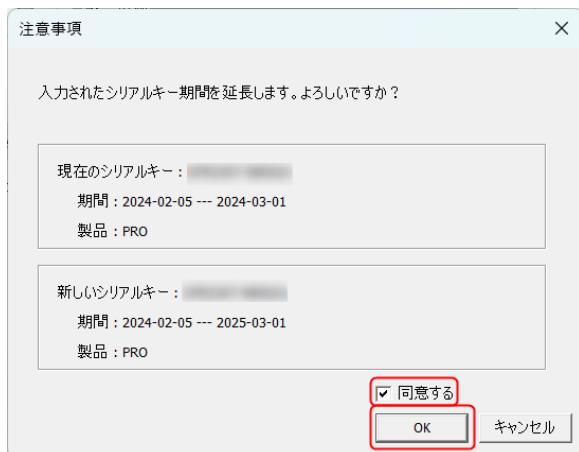 注意事項
入力されたシリアルキー期間を延長します。よろしいですか？
現在のシリアルキー：
期間：2024-02-05 --- 2024-03-01
製品：PRO
新しいシリアルキー：
期間：2024-02-05 --- 2025-03-01
製品：PRO
同意する
OK
キャンセル